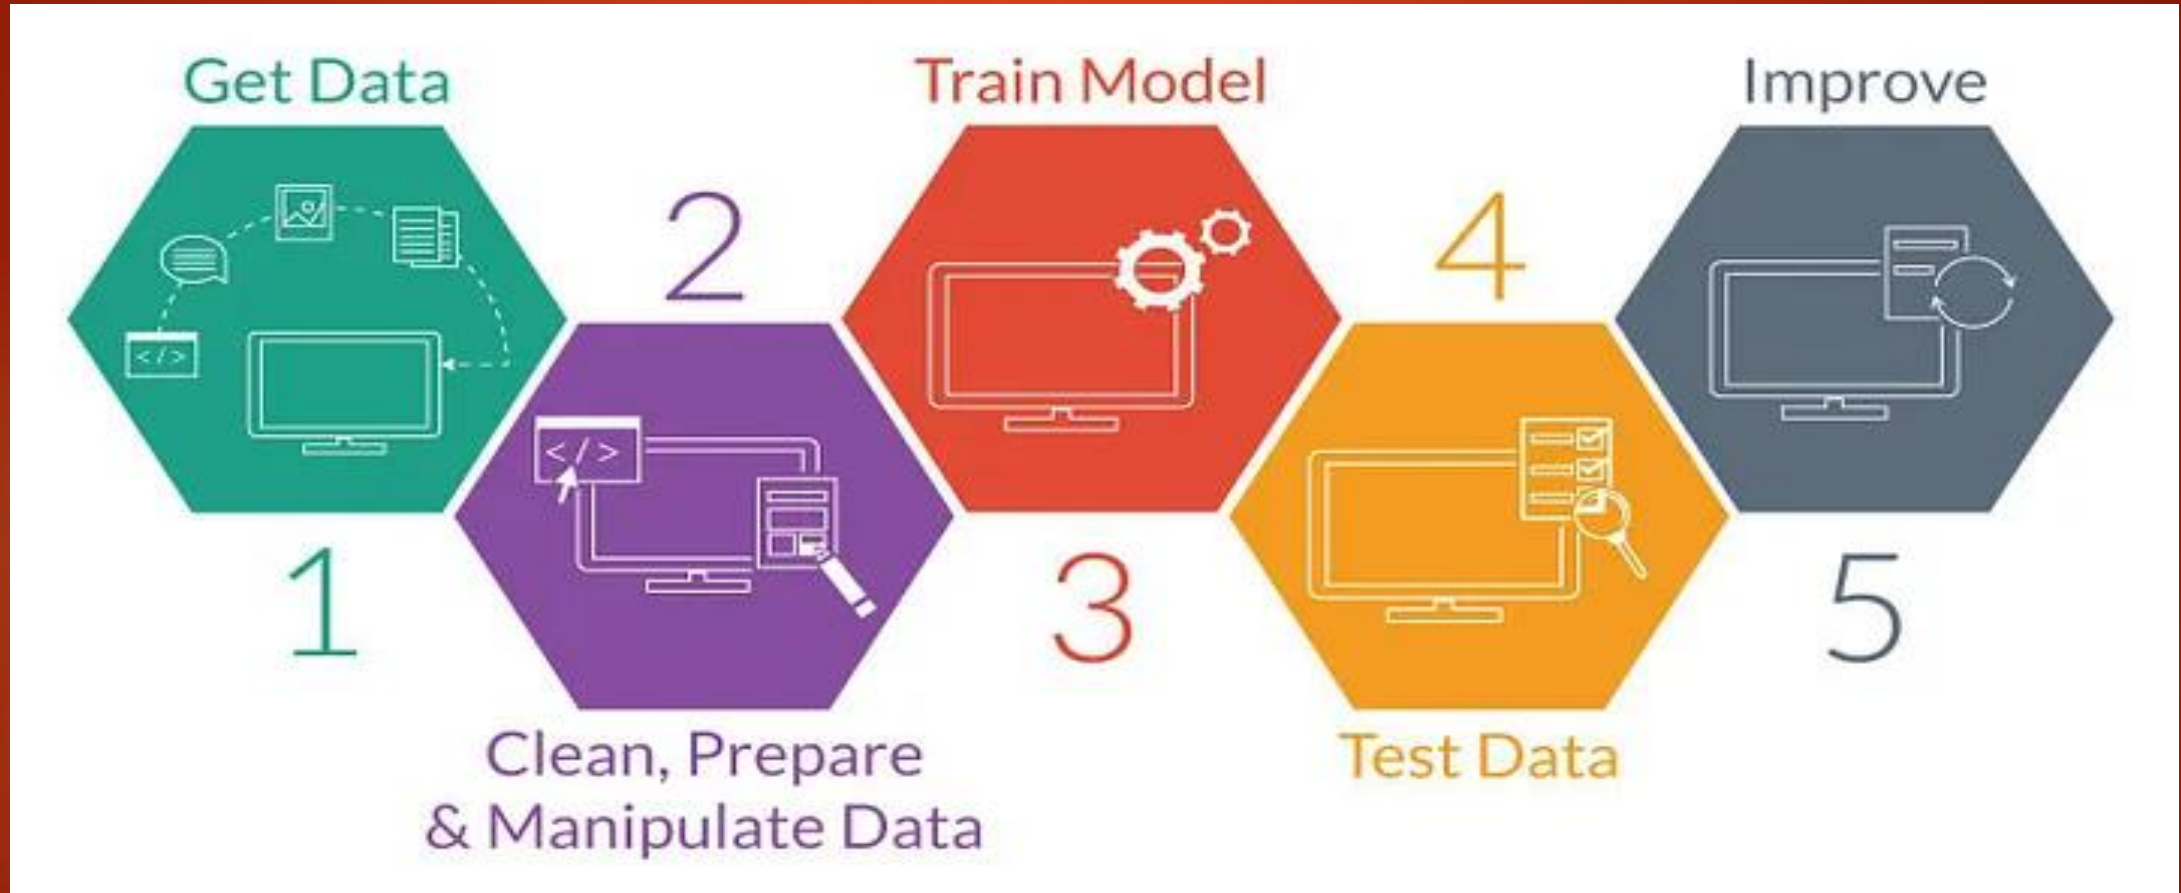 Get Data
1
2
Clean, Prepare
& Manipulate Data
Train Model
3
4
Test Data
Improve
5
</>
</>